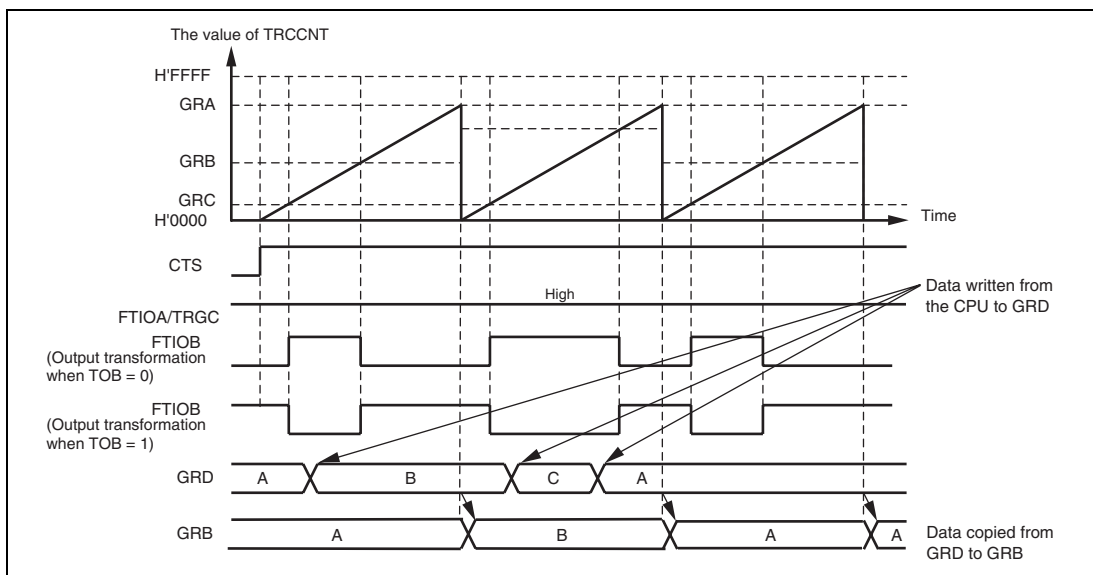 The value of TRCCNT
H'FFFF
GRA
GRB
GRC
H'0000
Time
CTS
High
Data written from
the CPU to GRD
FTIOA/TRGC
FTIOB
(Output transformation
when TOB = 0)
FTIOB
(Output transformation
when TOB = 1)
GRD
A
B
C
A
GRB
A
B
A
A
Data copied from
GRD to GRB